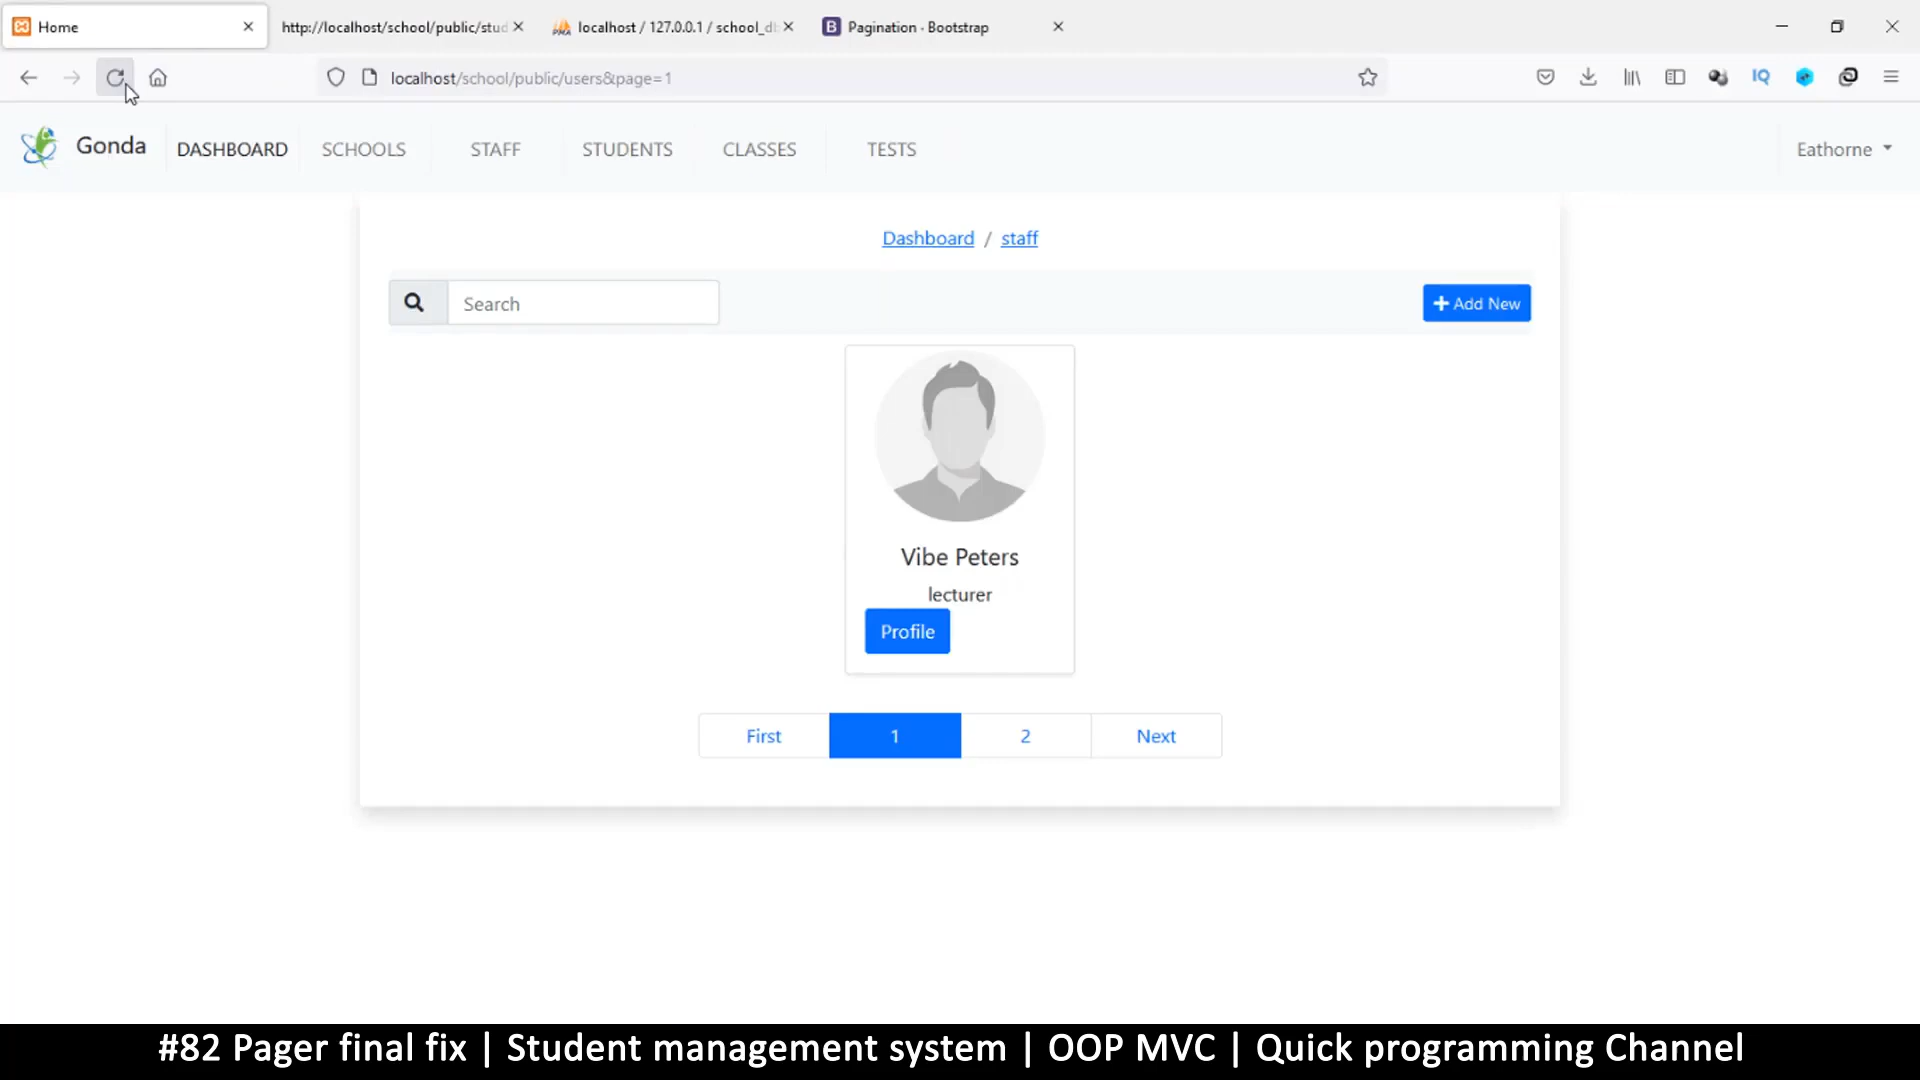 Home
http://localhost/school/public/stud
localhost / 127.0.0.1 / school_db
B Pagination · Bootstrap
localhost/school/public/users&page=1
IQ
Gonda
DASHBOARD
SCHOOLS
STAFF
STUDENTS
CLASSES
TESTS
Eathorne
Dashboard / staff
Search
Add New
Vibe Peters
lecturer
Profile
First
1
2
Next
#82 Pager final fix | Student management system | OOP MVC | Quick programming Channel